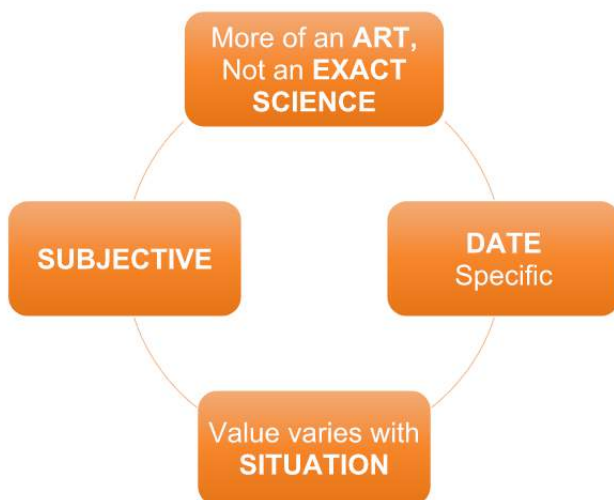 More of an ART,
Not an EXACT
SCIENCE
SUBJECTIVE
DATE
Specific
Value varies with
SITUATION